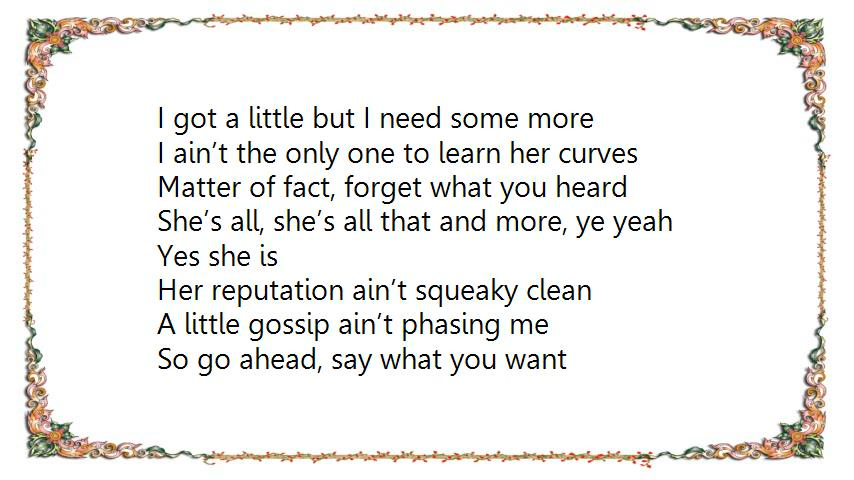 I got a little but I need some more
I ain’t the only one to learn her curves
Matter of fact, forget what you heard
She’s all, she’s all that and more, ye yeah
Yes she is
Her reputation ain’t squeaky clean
A little gossip ain’t phasing me
So go ahead, say what you want